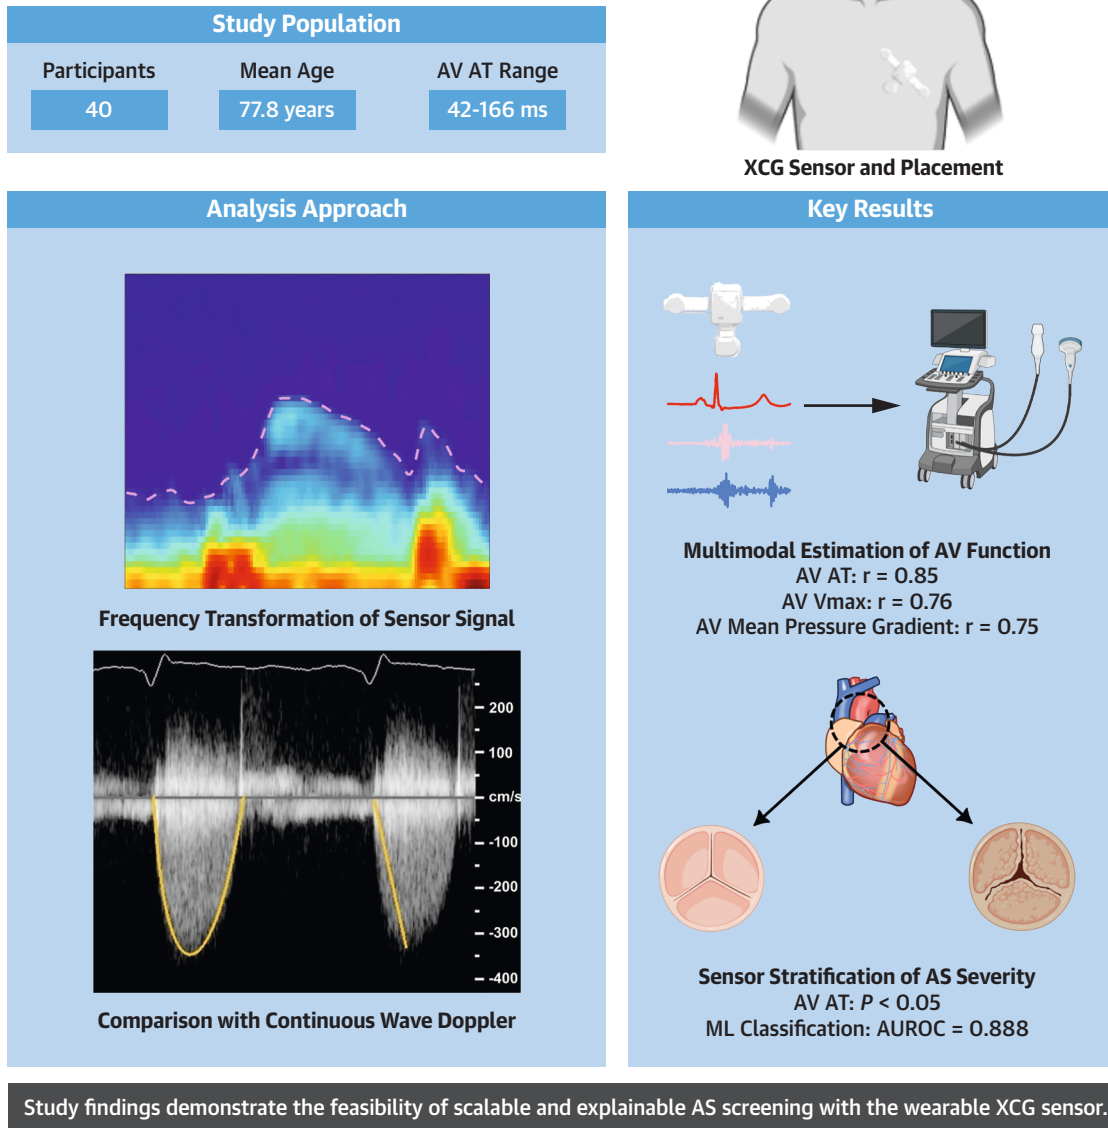 Study Population
Participants
Mean Age
AV AT Range
40
77.8 years
42-166 ms
XCG Sensor and Placement
Analysis Approach
Frequency Transformation of Sensor Signal
200
100
cm/s
-100
-200
-300
-400
Comparison with Continuous Wave Doppler
Key Results
Multimodal Estimation of AV Function
AV AT: r = 0.85
AV Vmax: r = 0.76
AV Mean Pressure Gradient: r = 0.75
Sensor Stratification of AS Severity
AV AT: P < 0.05
ML Classification: AUROC = 0.888
Study findings demonstrate the feasibility of scalable and explainable AS screening with the wearable XCG sensor.